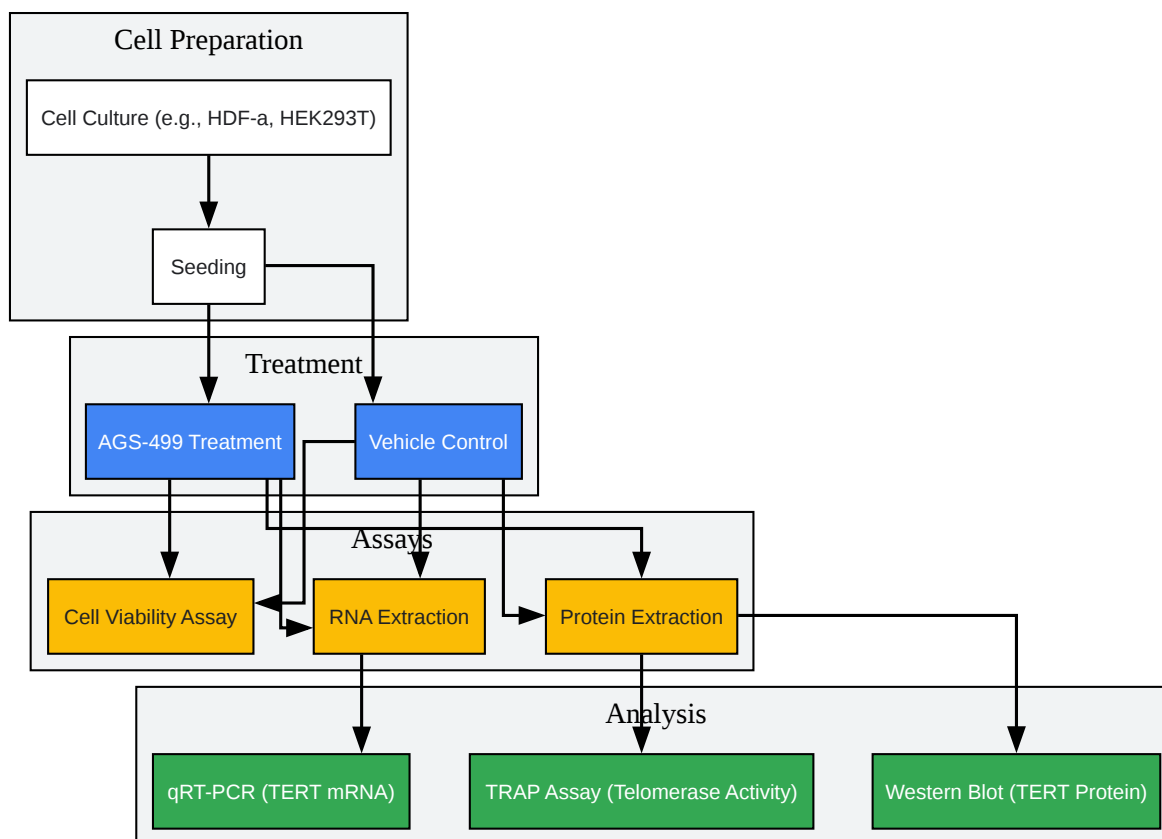 Cell Preparation
Cell Culture (e.g., HDF-a, HEK293T)
Seeding
Treatment
AGS-499 Treatment
Vehicle Control
Assays
Cell Viability Assay
RNA Extraction
Protein Extraction
Analysis
qRT-PCR (TERT mRNA)
TRAP Assay (Telomerase Activity)
Western Blot (TERT Protein)